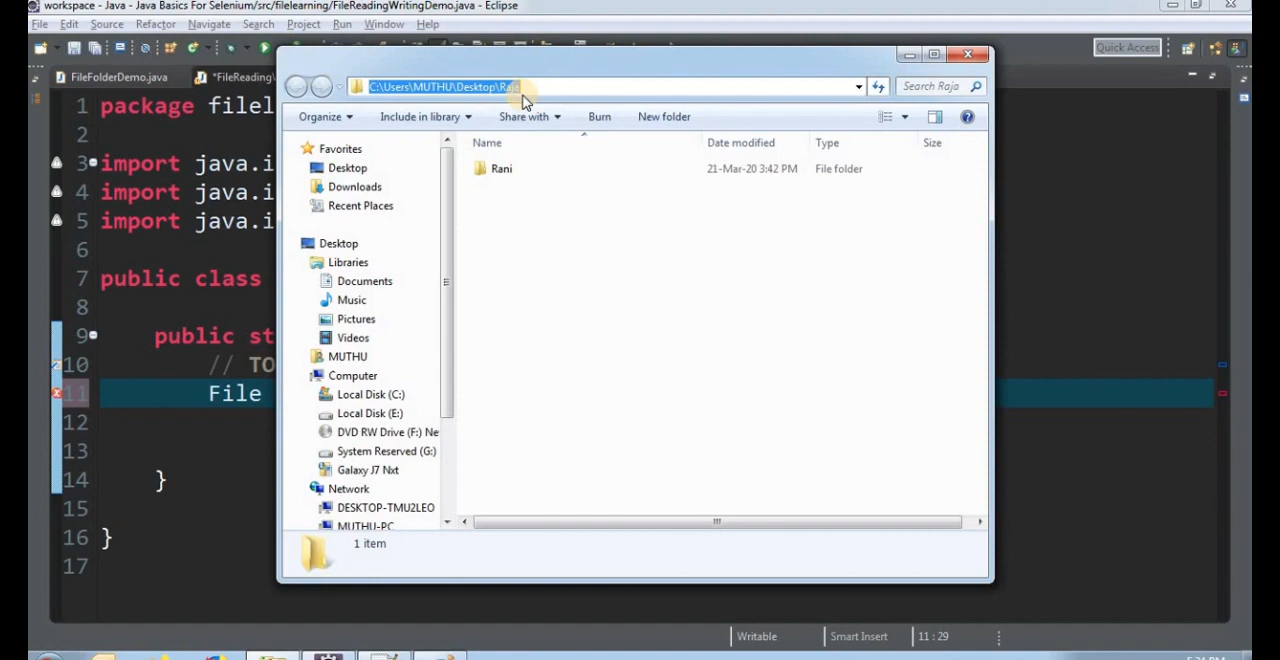 workspace - Java - Java Basics For Selenium/src/filelearning/FileReadingWritingDemo.java - Eclipse
File Edit Source Refactor Navigate Search Project Run Window Help
Quick Access
FileFolderDemo.java *FileReading\
C:\Users\MUTHU\Desktop\Raja Search Raja
Organize Include in library Share with Burn New folder
Name Date modified Type Size
Rani 21-Mar-20 3:42 PM File folder
Favorites
Desktop
Downloads
Recent Places
Desktop
Libraries
Documents
Music
Pictures
Videos
MUTHU
Computer
Local Disk (C:)
Local Disk (E:)
DVD RW Drive (F:) Ne
System Reserved (G:)
Galaxy J7 Nxt
Network
DESKTOP-TMU2LEO
MUTHU-PC
1 item
1 package filel
2
3 import java.i
4 import java.i
5 import java.i
6
7 public class
8
9 public st
10 // TO
11 File
12
13
14 }
15
16 }
17
Writable Smart Insert 11 : 29